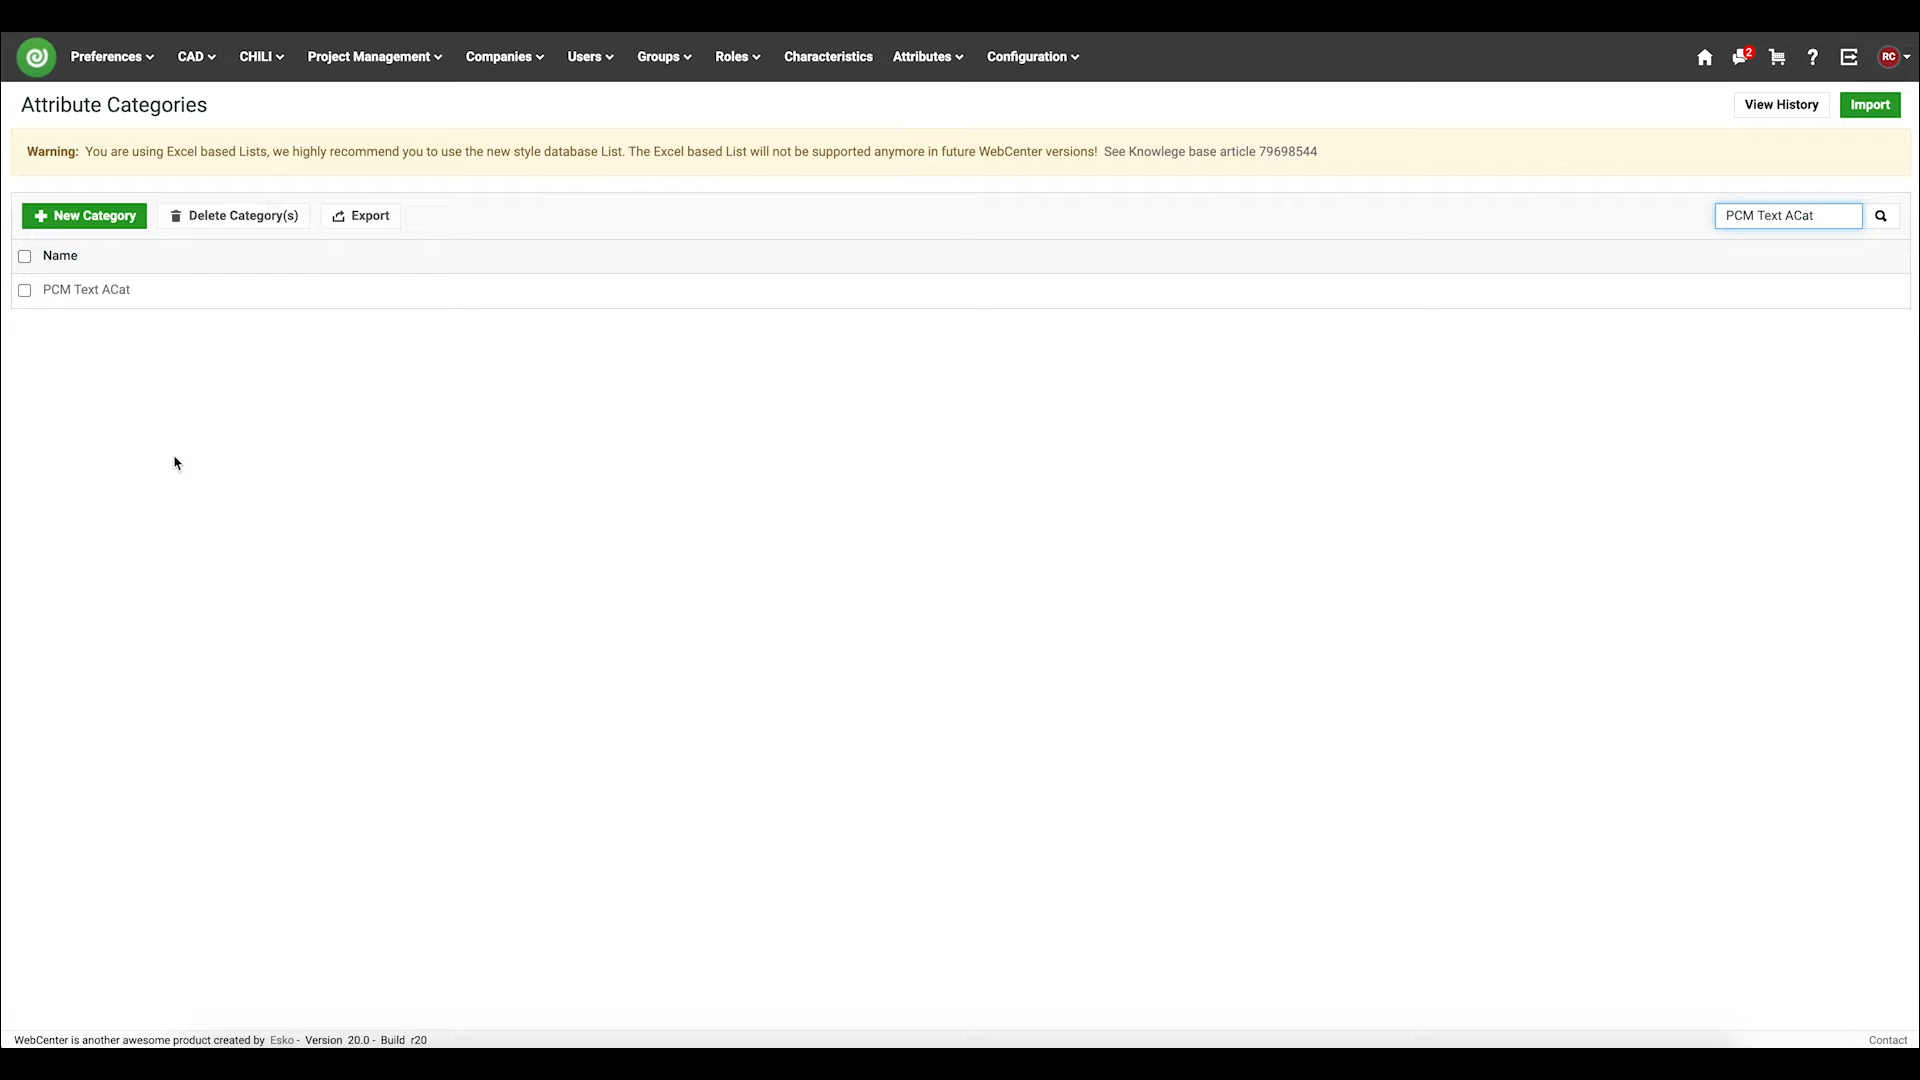 Preferences CAD CHILI Project Management Companies Users Groups Roles Characteristics Attributes Configuration 2 ? RC
Attribute Categories View History Import
Warning: You are using Excel based Lists, we highly recommend you to use the new style database List. The Excel based List will not be supported anymore in future WebCenter versions! See Knowlege base article 79698544
New Category Delete Category(s) Export PCM Text ACat
Name
PCM Text ACat
WebCenter is another awesome product created by Esko - Version 20.0 - Build r20 Contact